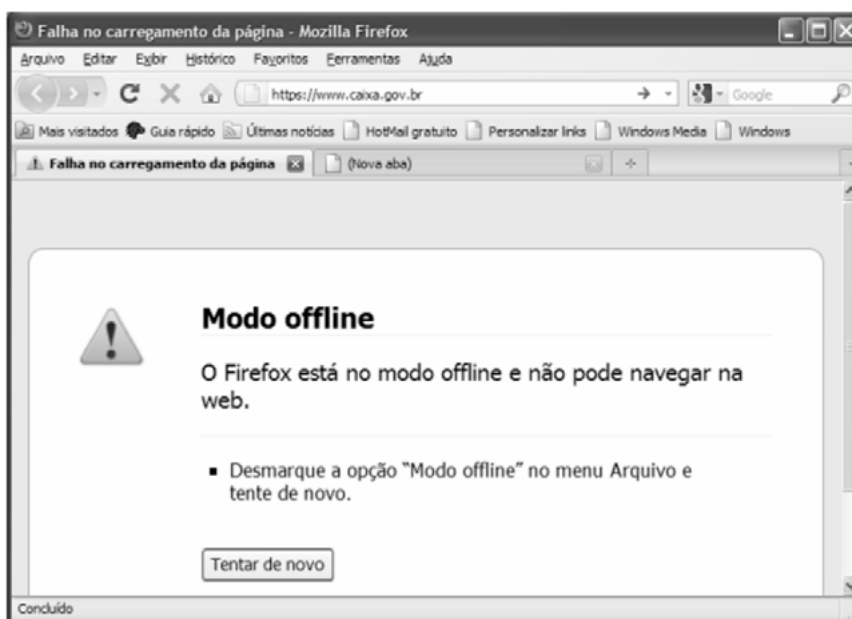 Falha no carregamento da página - Mozilla Firefox
Arquivo Editar Exibir Histórico Favoritos Ferramentas Ajuda
https://www.caixa.gov.br Google
Mais visitados Guia rápido Últimas notícias HotMail gratuito Personalizar links Windows Media Windows
Falha no carregamento da página (Nova aba)
Modo offline
O Firefox está no modo offline e não pode navegar na
web.
Desmarque a opção “Modo offline” no menu Arquivo e
tente de novo.
Tentar de novo
Concluído